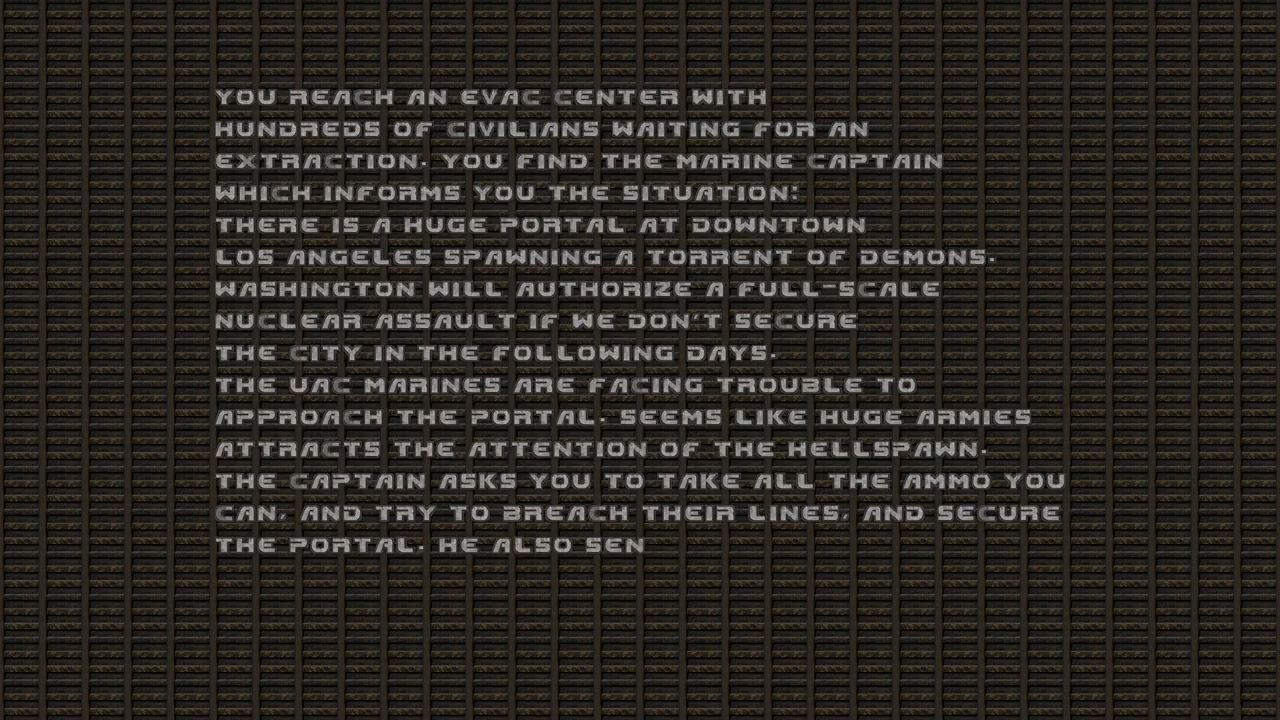 YOU REACH AN EVAC CENTER WITH
HUNDREDS OF CIVILIANS WAITING FOR AN
EXTRACTION. YOU FIND THE MARINE CAPTAIN
WHICH INFORMS YOU THE SITUATION:
THERE IS A HUGE PORTAL AT DOWNTOWN
LOS ANGELES SPAWNING A TORRENT OF DEMONS.
WASHINGTON WILL AUTHORIZE A FULL-SCALE
NUCLEAR ASSAULT IF WE DON'T SECURE
THE CITY IN THE FOLLOWING DAYS.
THE UAC MARINES ARE FACING TROUBLE TO
APPROACH THE PORTAL. SEEMS LIKE HUGE ARMIES
ATTRACTS THE ATTENTION OF THE HELLSPAWN.
THE CAPTAIN ASKS YOU TO TAKE ALL THE AMMO YOU
CAN, AND TRY TO BREACH THEIR LINES, AND SECURE
THE PORTAL. HE ALSO SEN